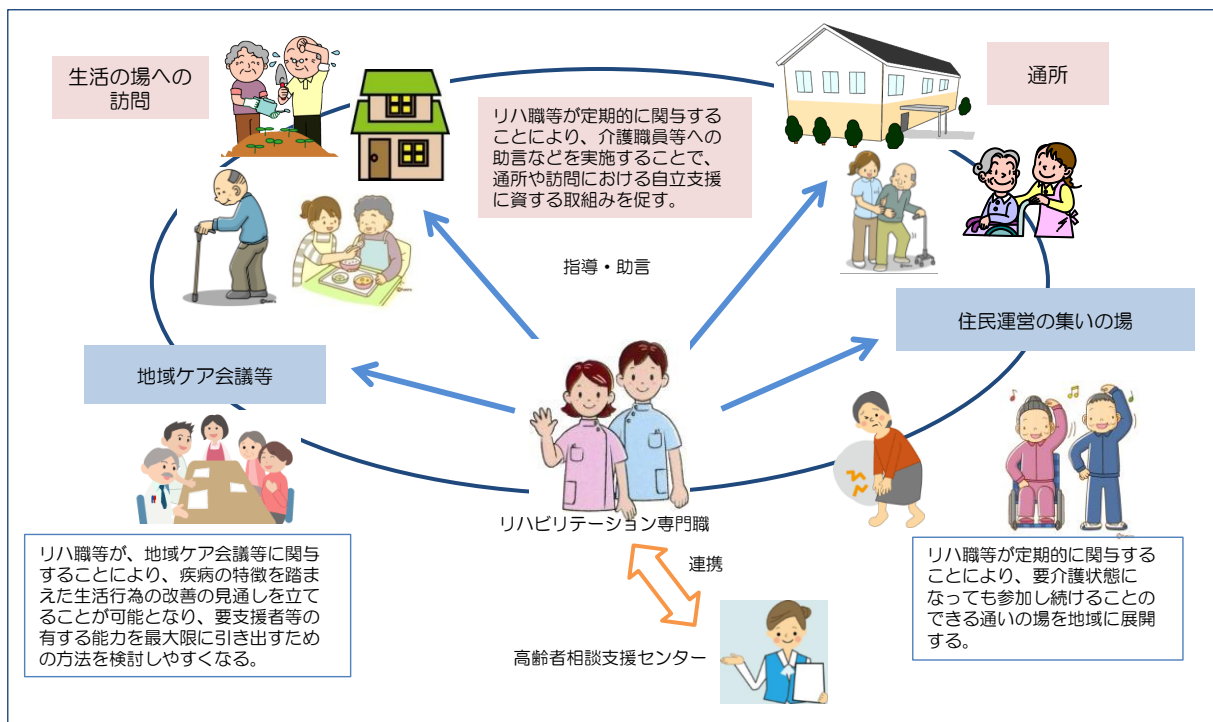 生活の場への
訪問
通所
リハ職等が定期的に関与する
ことにより、介護職員等への
助言などを実施することで、
通所や訪問における自立支援
に資する取組みを促す。
指導・助言
住民運営の集いの場
地域ケア会議等
リハビリテーション専門職
リハ職等が、地域ケア会議等に関与
することにより、疾病の特徴を踏ま
えた生活行為の改善の見通しを立て
ることが可能となり、要支援者等の
有する能力を最大限に引き出すため
の方法を検討しやすくなる。
連携
高齢者相談支援センター
リハ職等が定期的に関与する
ことにより、要介護状態に
なっても参加し続けることの
できる通いの場を地域に展開
する。